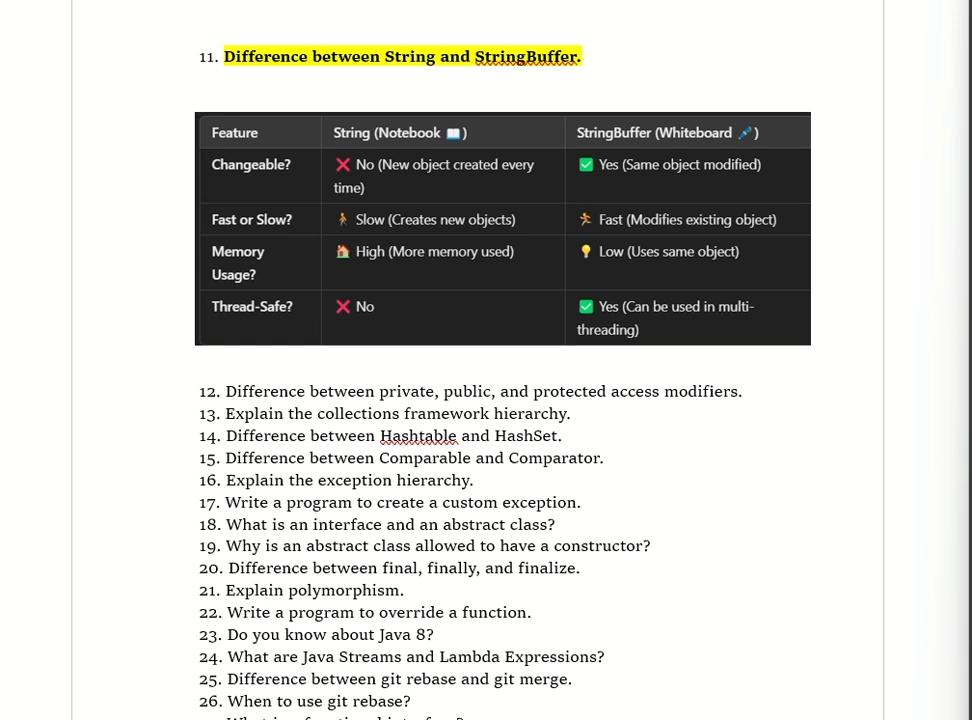 11. Difference between String and StringBuffer.
Feature String (Notebook 📖) StringBuffer (Whiteboard 🖊️)
Changeable? ❌ No (New object created every time) ✅ Yes (Same object modified)
Fast or Slow? 🚶 Slow (Creates new objects) 🏃 Fast (Modifies existing object)
Memory Usage? 🏠 High (More memory used) 💡 Low (Uses same object)
Thread-Safe? ❌ No ✅ Yes (Can be used in multi-threading)
12. Difference between private, public, and protected access modifiers.
13. Explain the collections framework hierarchy.
14. Difference between Hashtable and HashSet.
15. Difference between Comparable and Comparator.
16. Explain the exception hierarchy.
17. Write a program to create a custom exception.
18. What is an interface and an abstract class?
19. Why is an abstract class allowed to have a constructor?
20. Difference between final, finally, and finalize.
21. Explain polymorphism.
22. Write a program to override a function.
23. Do you know about Java 8?
24. What are Java Streams and Lambda Expressions?
25. Difference between git rebase and git merge.
26. When to use git rebase?